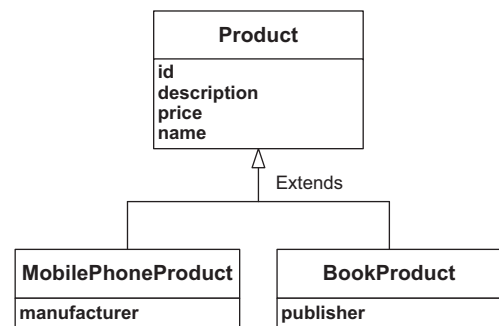 Product
id
description
price
name
Extends
MobilePhoneProduct
manufacturer
BookProduct
publisher